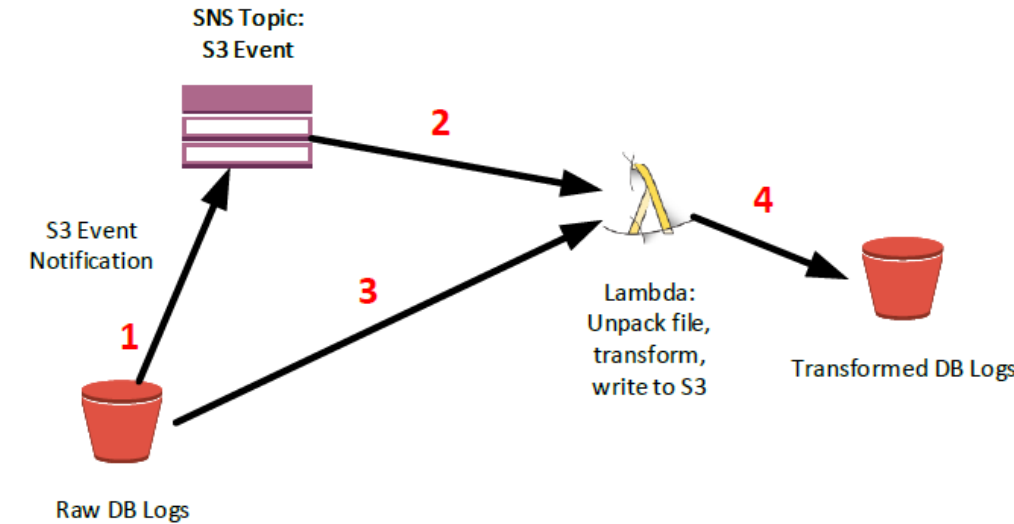 SNS Topic:
S3 Event
2
4
S3 Event
Notification
3
1
Lambda:
Unpack file,
transform,
write to S3
Transformed DB Logs
Raw DB Logs